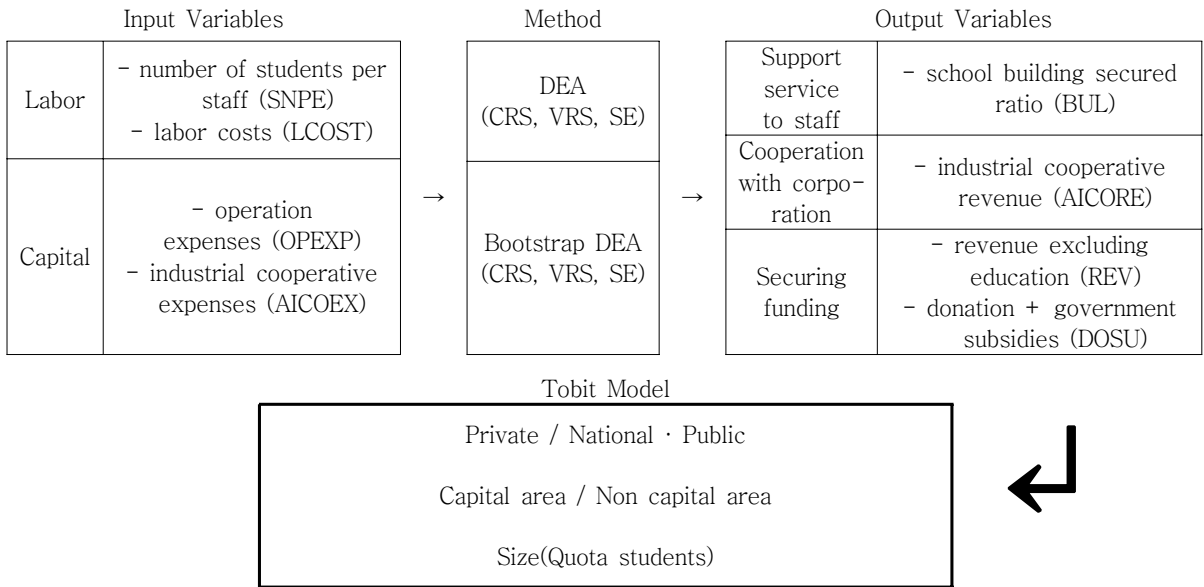 Input Variables
Method
Output Variables
Labor
- number of students per
staff (SNPE)
- labor costs (LCOST)
Capital
- operation
expenses (OPEXP)
- industrial cooperative
expenses (AICOEX)
→
DEA
(CRS, VRS, SE)
Bootstrap DEA
(CRS, VRS, SE)
→
Support
service
to staff
- school building secured
ratio (BUL)
Cooperation
with corpo-
ration
- industrial cooperative
revenue (AICORE)
Securing
funding
- revenue excluding
education (REV)
- donation + government
subsidies (DOSU)
Tobit Model
Private / National · Public
Capital area / Non capital area
Size(Quota students)